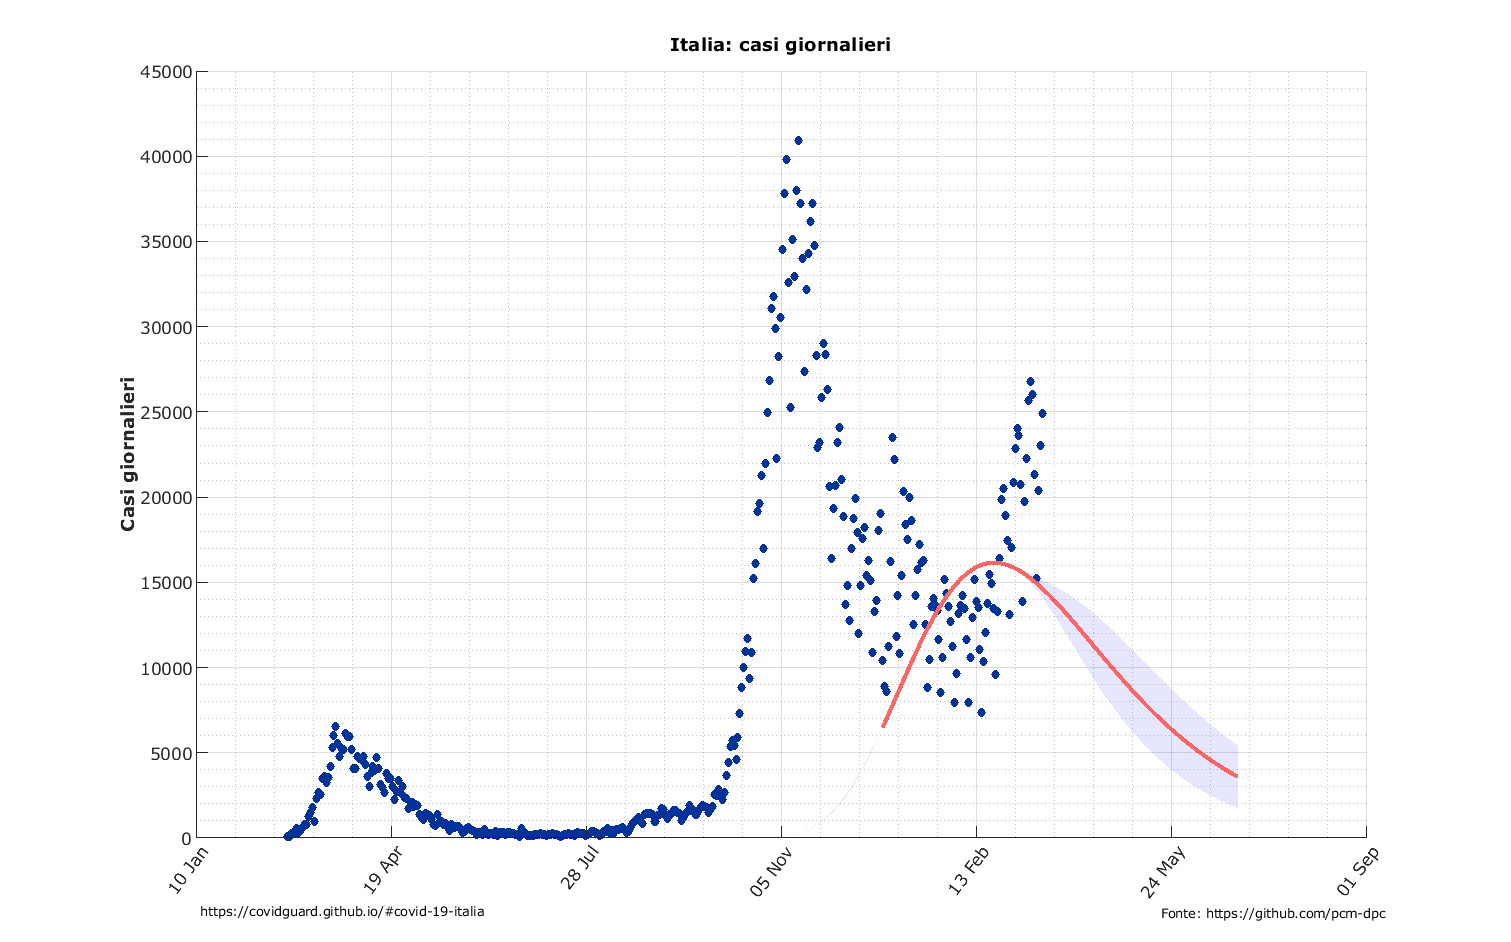 Italia: casi giornalieri
45000
40000
35000
30000
25000
20000
15000
10000
5000
0
Casi giornalieri
10 Jan
19 Apr
28 Jul
05 Nov
13 Feb
24 May
01 Sep
https://covidguard.github.io/#covid-19-italia
Fonte: https://github.com/pcm-dpc